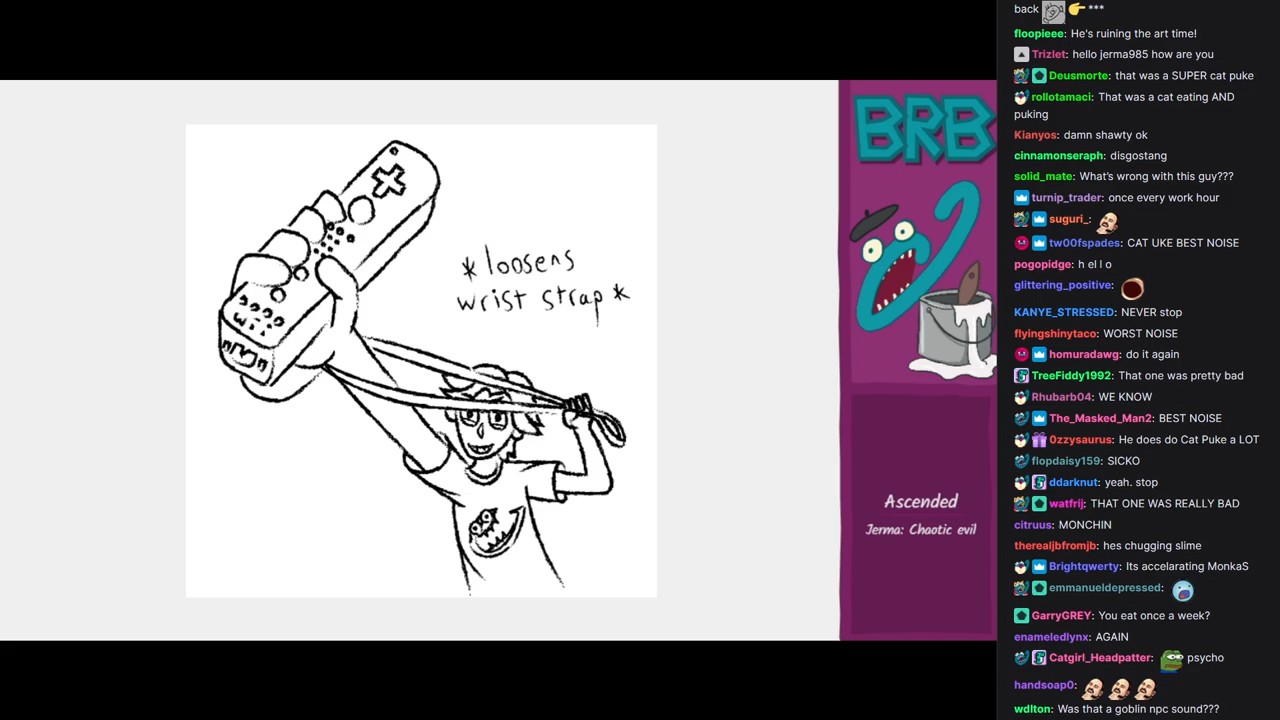 *loosens
wrist strap*
Wii
BRB
Ascended
Jerma: Chaotic evil
back 👉 ***
floopieee: He's ruining the art time!
Trizlet: hello jerma985 how are you
Deusmorte: that was a SUPER cat puke
rollotamaci: That was a cat eating AND
puking
Kianyos: damn shawty ok
cinnamonseraph: disgostang
solid_mate: What's wrong with this guy???
turnip_trader: once every work hour
suguri_:
tw00fspades: CAT UKE BEST NOISE
pogopidge: h el l o
glittering_positive:
KANYE_STRESSED: NEVER stop
flyingshinytaco: WORST NOISE
homuradawg: do it again
TreeFiddy1992: That one was pretty bad
Rhubarb04: WE KNOW
The_Masked_Man2: BEST NOISE
0zzysaurus: He does do Cat Puke a LOT
flopdaisy159: SICKO
ddarknut: yeah. stop
watfrij: THAT ONE WAS REALLY BAD
citruus: MONCHIN
therealjbfromjb: hes chugging slime
Brightqwerty: Its accelarating MonkaS
emmanueldepressed:
GarryGREY: You eat once a week?
enameledlynx: AGAIN
Catgirl_Headpatter: psycho
handsoap0:
wdlton: Was that a goblin npc sound???